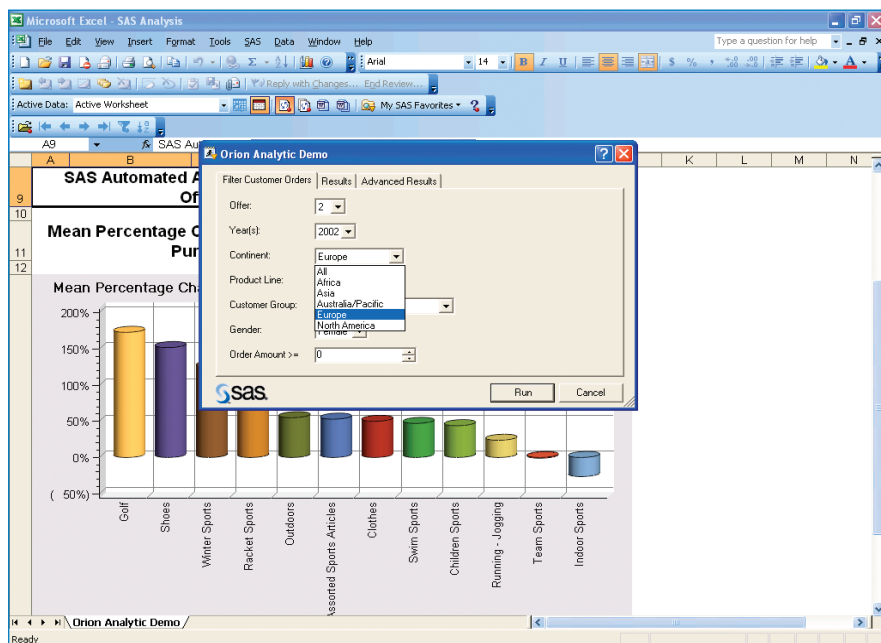 Microsoft Excel - SAS Analysis
File Edit View Insert Format Tools SAS Data Window Help
Type a question for help
Arial 14 B I U $ % ,
Reply with Changes... End Review...
Active Data: Active Worksheet
My SAS Favorites
A9 fx SAS Au
A B K L M N
9
SAS Automated A
Of
10
11
Mean Percentage C
Pur
12
Orion Analytic Demo
Filter Customer Orders Results Advanced Results
Offer: 2
Year(s): 2002
Continent: Europe
All
Africa
Asia
Australia/Pacific
Europe
North America
Product Line:
Customer Group:
Gender: Female
Order Amount >= 0
sas.
Run Cancel
Mean Percentage Cha
200%
150%
100%
50%
0%
( 50%)
Golf
Shoes
Winter Sports
Racket Sports
Outdoors
Assorted Sports Articles
Clothes
Swim Sports
Children Sports
Running - Jogging
Team Sports
Indoor Sports
Orion Analytic Demo
Ready